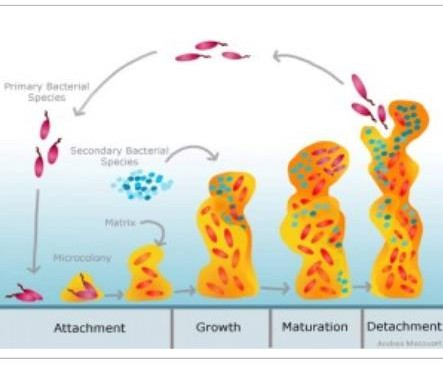 Primary Bacterial
Species
Secondary Bacterial
Species
Matrix
Microcolony
Attachment
Growth
Maturation
Detachment